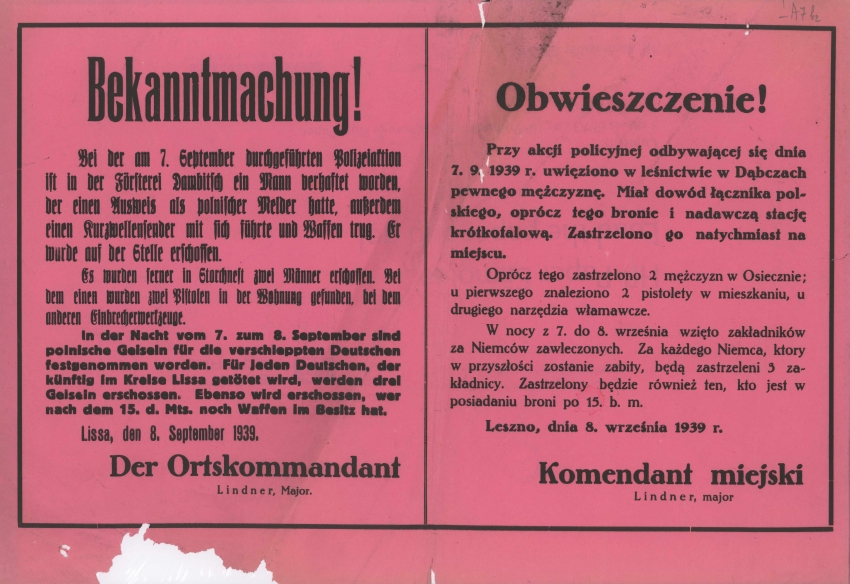 A7b
Bekanntmachung!
Bei der am 7. September durchgeführten Polizeiaktion
ist in der Försterei Dambitsch ein Mann verhaftet worden,
der einen Ausweis als polnischer Melder hatte, außerdem
einen Kurzwellensender mit sich führte und Waffen trug. Er
wurde auf der Stelle erschossen.
Es wurden ferner in Storchnest zwei Männer erschossen. Bei
dem einen wurden zwei Pistolen in der Wohnung gefunden, bei dem
anderen Einbrecherwerkzeuge.
In der Nacht vom 7. zum 8. September sind
polnische Geiseln für die verschleppten Deutschen
festgenommen worden. Für jeden Deutschen, der
künftig im Kreise Lissa getötet wird, werden drei
Geiseln erschossen. Ebenso wird erschossen, wer
nach dem 15. d. Mts. noch Waffen im Besitz hat.
Lissa, den 8. September 1939.
Der Ortskommandant
Lindner, Major.
Obwieszczenie!
Przy akcji policyjnej odbywającej się dnia
7. 9. 1939 r. uwięziono w leśnictwie w Dąbczach
pewnego mężczyznę. Miał dowód łącznika pol-
skiego, oprócz tego bronie i nadawczą stację
krótkofalową. Zastrzelono go natychmiast na
miejscu.
Oprócz tego zastrzelono 2 mężczyzn w Osiecznie;
u pierwszego znaleziono 2 pistolety w mieszkaniu, u
drugiego narzędzia włamawcze.
W nocy z 7. do 8. września wzięto zakładników
za Niemców zawleczonych. Za każdego Niemca, ktory
w przyszłości zostanie zabity, będą zastrzeleni 3 za-
kładnicy. Zastrzelony będzie również ten, kto jest w
posiadaniu broni po 15. b. m.
Leszno, dnia 8. września 1939 r.
Komendant miejski
Lindner, major